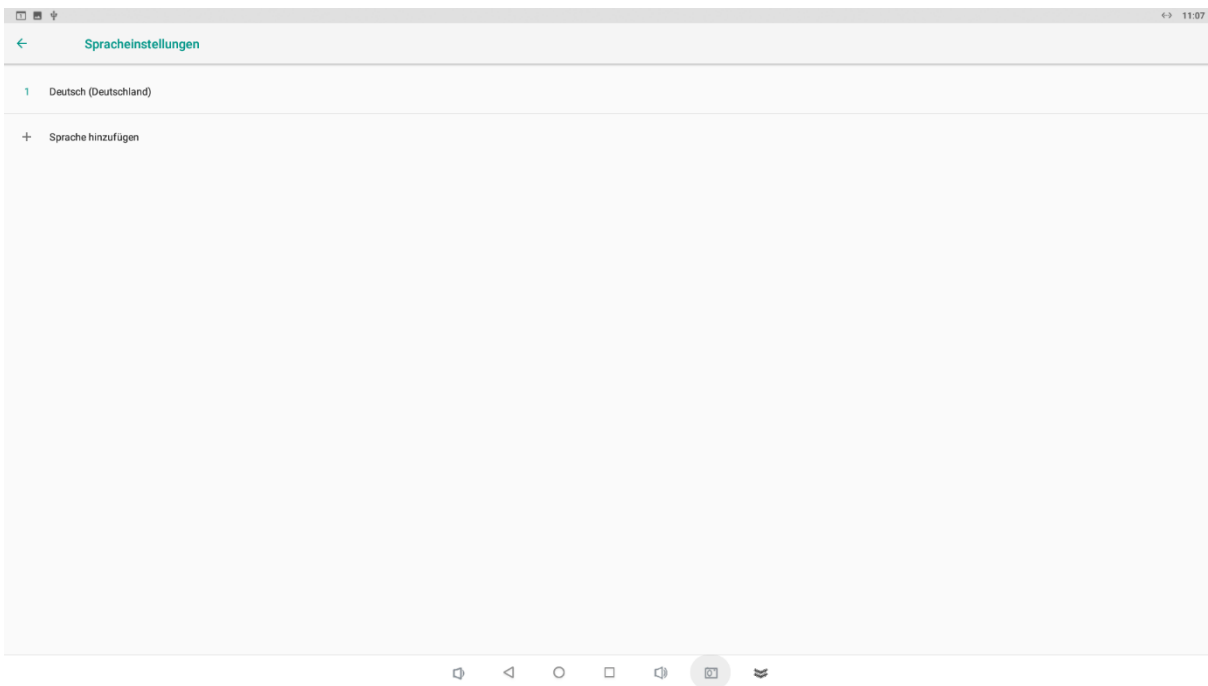 11:07
Spracheinstellungen
1 Deutsch (Deutschland)
+ Sprache hinzufügen